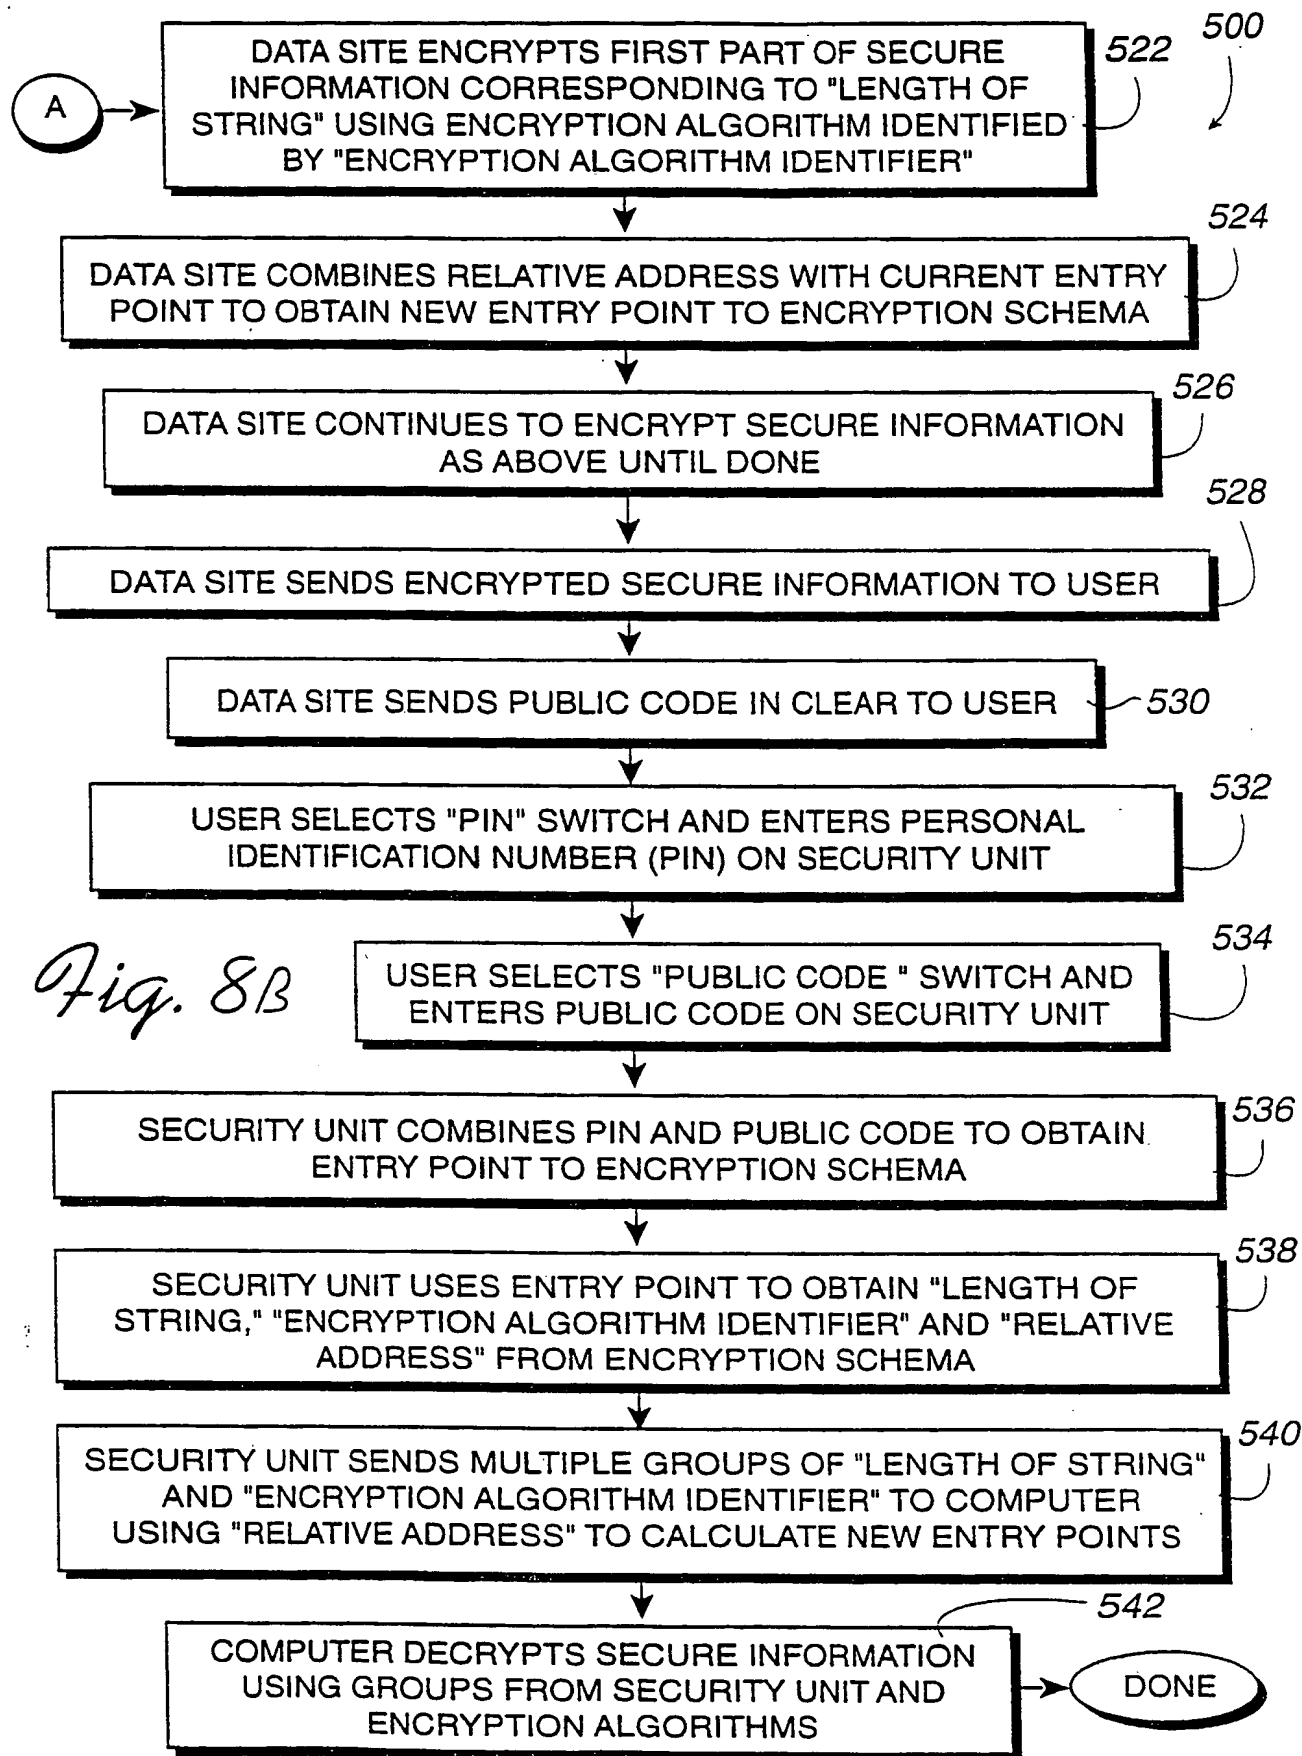 500
A
DATA SITE ENCRYPTS FIRST PART OF SECURE
INFORMATION CORRESPONDING TO "LENGTH OF
STRING" USING ENCRYPTION ALGORITHM IDENTIFIED
BY "ENCRYPTION ALGORITHM IDENTIFIER"
522
DATA SITE COMBINES RELATIVE ADDRESS WITH CURRENT ENTRY
POINT TO OBTAIN NEW ENTRY POINT TO ENCRYPTION SCHEMA
524
DATA SITE CONTINUES TO ENCRYPT SECURE INFORMATION
AS ABOVE UNTIL DONE
526
DATA SITE SENDS ENCRYPTED SECURE INFORMATION TO USER
528
DATA SITE SENDS PUBLIC CODE IN CLEAR TO USER
530
USER SELECTS "PIN" SWITCH AND ENTERS PERSONAL
IDENTIFICATION NUMBER (PIN) ON SECURITY UNIT
532
Fig. 8B
USER SELECTS "PUBLIC CODE " SWITCH AND
ENTERS PUBLIC CODE ON SECURITY UNIT
534
SECURITY UNIT COMBINES PIN AND PUBLIC CODE TO OBTAIN
ENTRY POINT TO ENCRYPTION SCHEMA
536
SECURITY UNIT USES ENTRY POINT TO OBTAIN "LENGTH OF
STRING," "ENCRYPTION ALGORITHM IDENTIFIER" AND "RELATIVE
ADDRESS" FROM ENCRYPTION SCHEMA
538
SECURITY UNIT SENDS MULTIPLE GROUPS OF "LENGTH OF STRING"
AND "ENCRYPTION ALGORITHM IDENTIFIER" TO COMPUTER
USING "RELATIVE ADDRESS" TO CALCULATE NEW ENTRY POINTS
540
COMPUTER DECRYPTS SECURE INFORMATION
USING GROUPS FROM SECURITY UNIT AND
ENCRYPTION ALGORITHMS
542
DONE